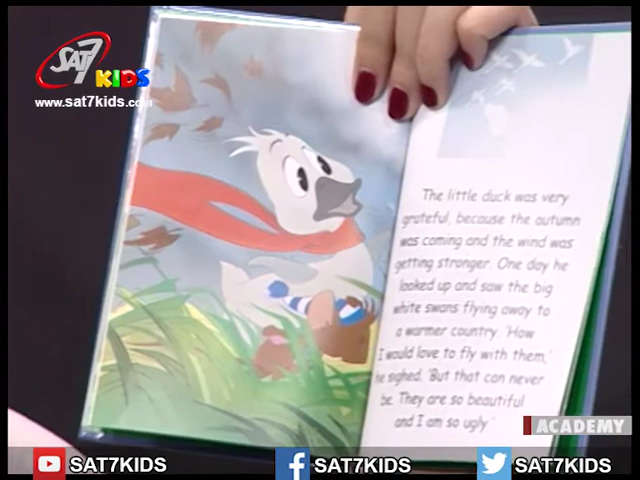 SAT7
KIDS
www.sat7kids.com
The little duck was very
grateful, because the autumn
was coming and the wind was
getting stronger. One day he
looked up and saw the big
white swans flying away to
a warmer country. 'How
I would love to fly with them,'
he sighed. 'But that can never
be. They are so beautiful
and I am so ugly.'
ACADEMY
SAT7KIDS
SAT7KIDS
SAT7KIDS